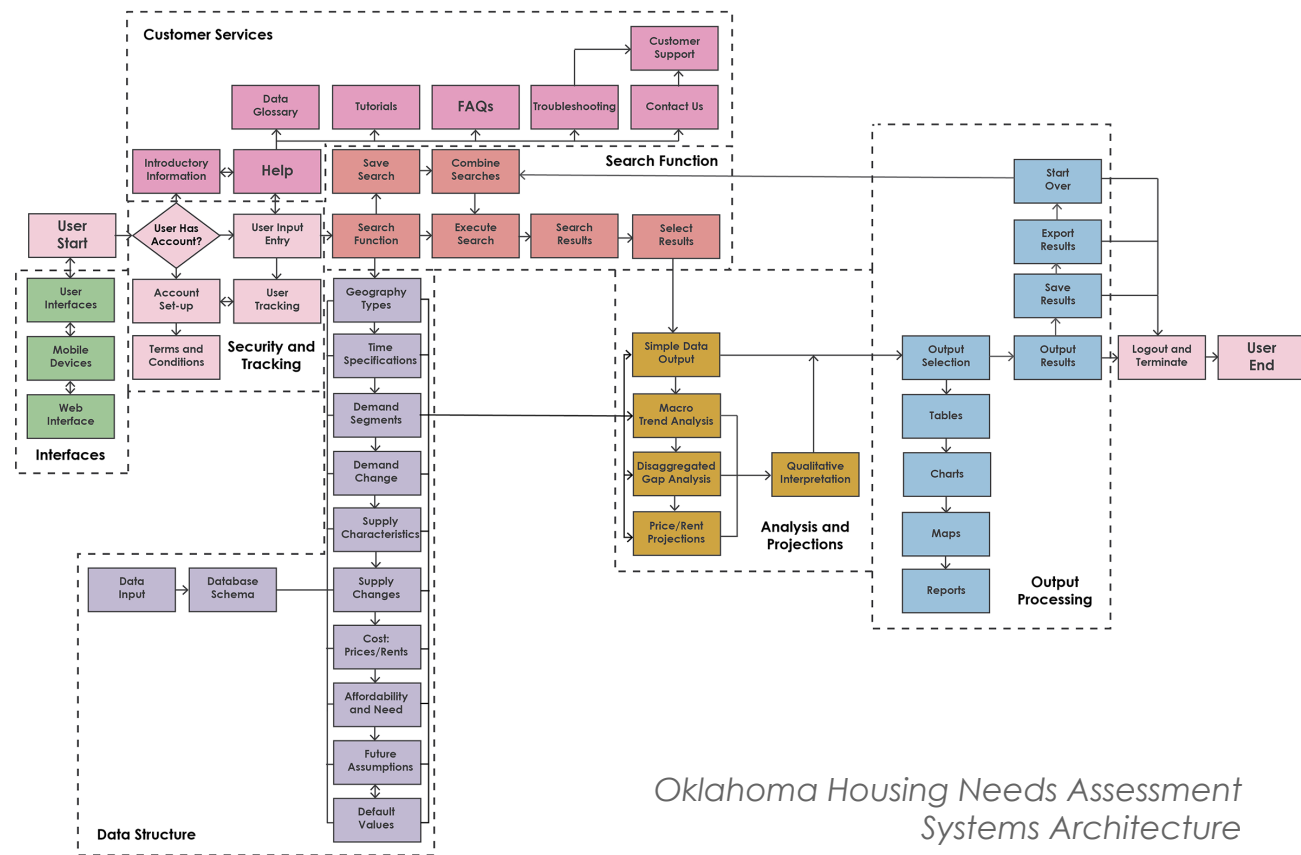 Customer Services
Customer
Support
Data
Glossary
Tutorials
FAQs
Troubleshooting
Contact Us
Introductory
Information
Help
Search Function
Save
Search
Combine
Searches
Start
Over
User
Start
User Has
Account?
User Input
Entry
Search
Function
Execute
Search
Search
Results
Select
Results
Export
Results
User
Interfaces
Account
Set-up
User
Tracking
Geography
Types
Save
Results
Mobile
Devices
Terms and
Conditions
Security and
Tracking
Time
Specifications
Simple Data
Output
Output
Selection
Output
Results
Logout and
Terminate
User
End
Web
Interface
Interfaces
Demand
Segments
Macro
Trend Analysis
Tables
Demand
Change
Disaggregated
Gap Analysis
Qualitative
Interpretation
Charts
Supply
Characteristics
Price/Rent
Projections
Analysis and
Projections
Maps
Data
Input
Database
Schema
Supply
Changes
Reports
Output
Processing
Cost:
Prices/Rents
Affordability
and Need
Future
Assumptions
Default
Values
Data Structure
Oklahoma Housing Needs Assessment
Systems Architecture